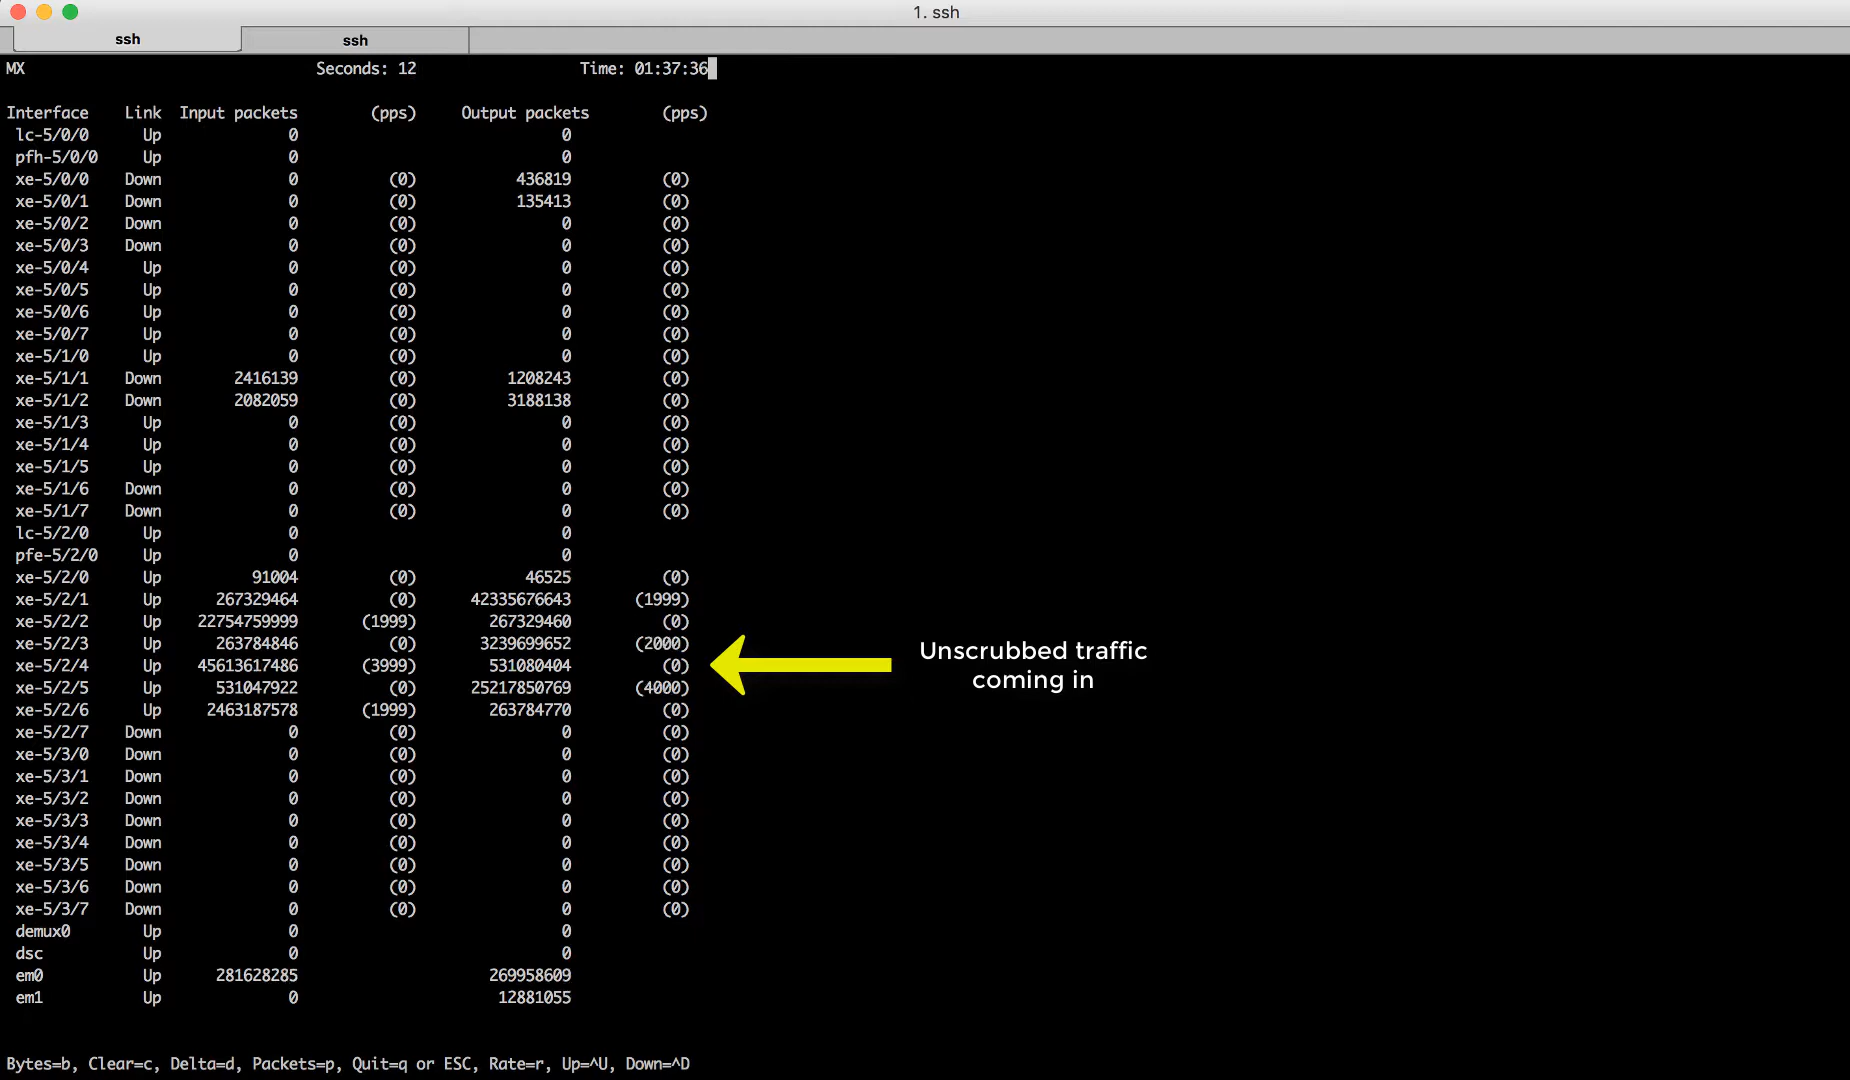 1. ssh
ssh ssh
MX Seconds: 12 Time: 01:37:36
Interface Link Input packets (pps) Output packets (pps)
lc-5/0/0 Up 0 0
pfh-5/0/0 Up 0 0
xe-5/0/0 Down 0 (0) 436819 (0)
xe-5/0/1 Down 0 (0) 135413 (0)
xe-5/0/2 Down 0 (0) 0 (0)
xe-5/0/3 Down 0 (0) 0 (0)
xe-5/0/4 Up 0 (0) 0 (0)
xe-5/0/5 Up 0 (0) 0 (0)
xe-5/0/6 Up 0 (0) 0 (0)
xe-5/0/7 Up 0 (0) 0 (0)
xe-5/1/0 Up 0 (0) 0 (0)
xe-5/1/1 Down 2416139 (0) 1208243 (0)
xe-5/1/2 Down 2082059 (0) 3188138 (0)
xe-5/1/3 Up 0 (0) 0 (0)
xe-5/1/4 Up 0 (0) 0 (0)
xe-5/1/5 Up 0 (0) 0 (0)
xe-5/1/6 Down 0 (0) 0 (0)
xe-5/1/7 Down 0 (0) 0 (0)
lc-5/2/0 Up 0 0
pfe-5/2/0 Up 0 0
xe-5/2/0 Up 91004 (0) 46525 (0)
xe-5/2/1 Up 267329464 (0) 42335676643 (1999)
xe-5/2/2 Up 22754759999 (1999) 267329460 (0)
xe-5/2/3 Up 263784846 (0) 3239699652 (2000)
xe-5/2/4 Up 45613617486 (3999) 531080404 (0)
xe-5/2/5 Up 531047922 (0) 25217850769 (4000)
xe-5/2/6 Up 2463187578 (1999) 263784770 (0)
xe-5/2/7 Down 0 (0) 0 (0)
xe-5/3/0 Down 0 (0) 0 (0)
xe-5/3/1 Down 0 (0) 0 (0)
xe-5/3/2 Down 0 (0) 0 (0)
xe-5/3/3 Down 0 (0) 0 (0)
xe-5/3/4 Down 0 (0) 0 (0)
xe-5/3/5 Down 0 (0) 0 (0)
xe-5/3/6 Down 0 (0) 0 (0)
xe-5/3/7 Down 0 (0) 0 (0)
demux0 Up 0 0
dsc Up 0 0
em0 Up 281628285 269958609
em1 Up 0 12881055
Bytes=b, Clear=c, Delta=d, Packets=p, Quit=q or ESC, Rate=r, Up=^U, Down=^D
Unscrubbed traffic
coming in